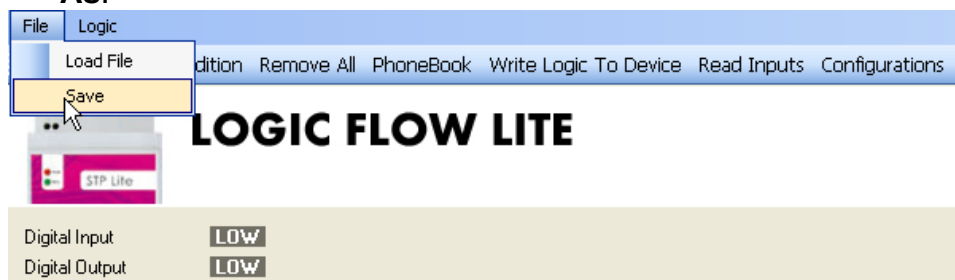 File Logic
Load File
dition Remove All PhoneBook Write Logic To Device Read Inputs Configurations
Save
LOGIC FLOW LITE
STP Lite
Digital Input LOW
Digital Output LOW